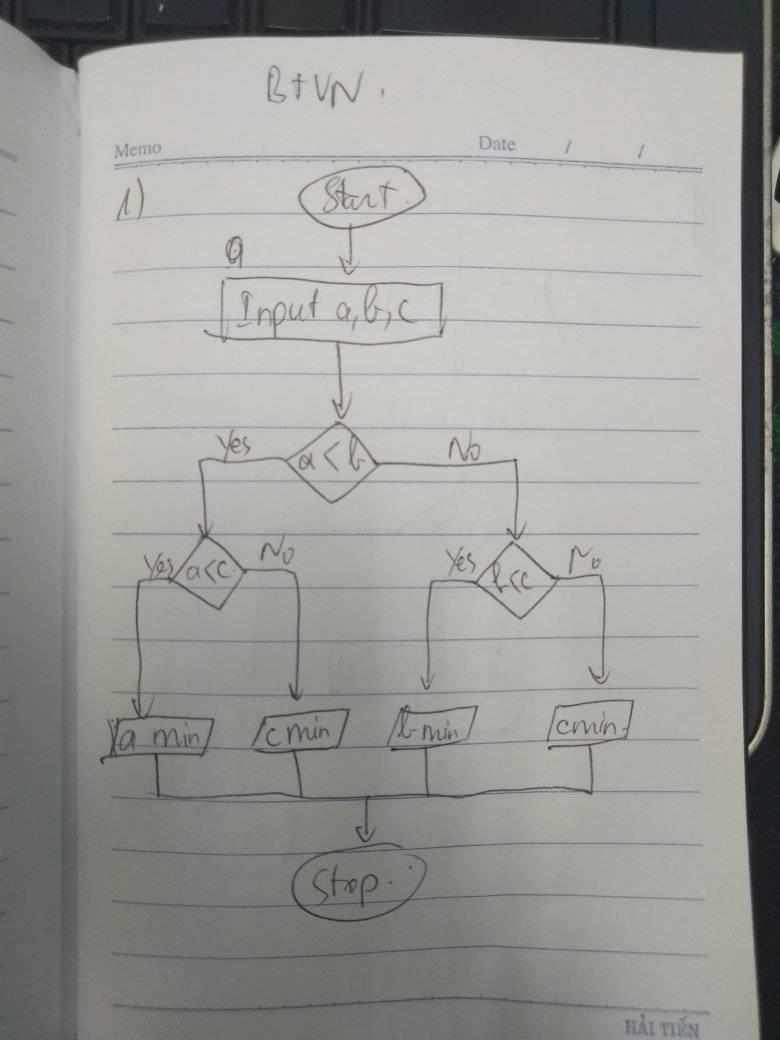 BTVN.
Memo Date / /
1) Start.
Input a,b,c
Yes a < b No
Yes a<c No Yes b<c No
a min c min b min c min.
Stop.
HẢI TIẾN